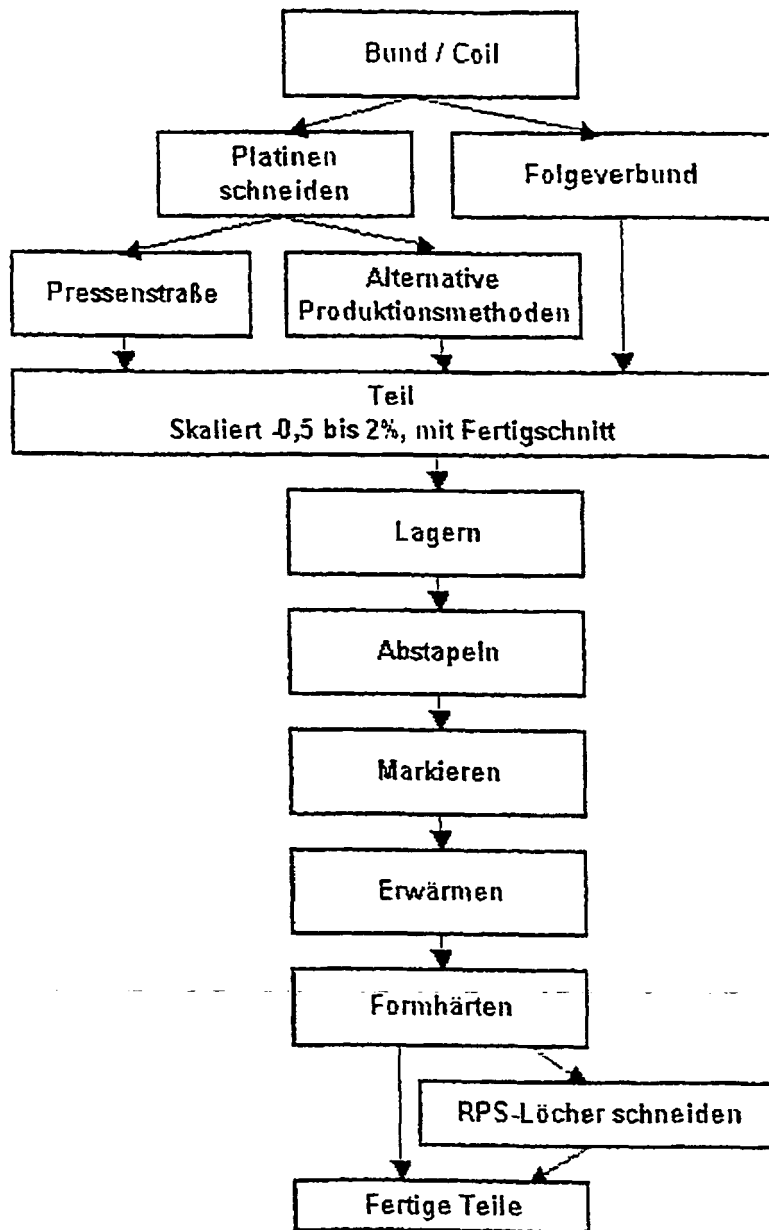 Bund / Coil
Platinen
schneiden
Folgeverbund
Pressenstraße
Alternative
Produktionsmethoden
Teil
Skaliert -0,5 bis 2%, mit Fertigschnitt
Lagern
Abstapeln
Markieren
Erwärmen
Formhärten
RPS-Löcher schneiden
Fertige Teile